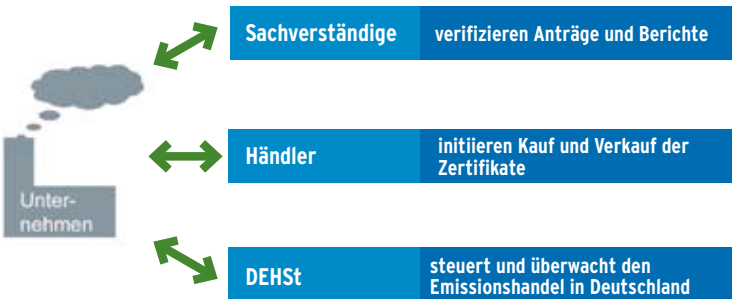 Sachverständige
verifizieren Anträge und Berichte
Händler
initiieren Kauf und Verkauf der
Zertifikate
Unter-
nehmen
DEHSt
steuert und überwacht den
Emissionshandel in Deutschland